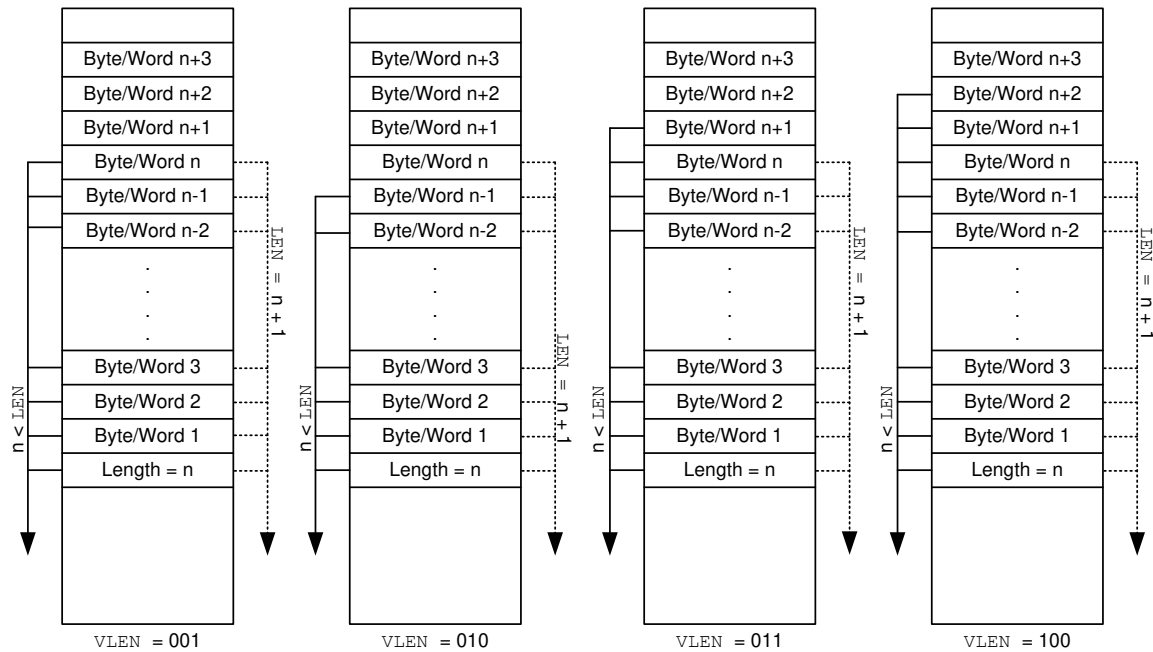 Byte/Word n+3
Byte/Word n+2
Byte/Word n+1
Byte/Word n
Byte/Word n-1
Byte/Word n-2
.
.
.
.
Byte/Word 3
Byte/Word 2
Byte/Word 1
Length = n
n < LEN
LEN = n + 1
VLEN = 001
Byte/Word n+3
Byte/Word n+2
Byte/Word n+1
Byte/Word n
Byte/Word n-1
Byte/Word n-2
.
.
.
.
Byte/Word 3
Byte/Word 2
Byte/Word 1
Length = n
n < LEN
LEN = n + 1
VLEN = 010
Byte/Word n+3
Byte/Word n+2
Byte/Word n+1
Byte/Word n
Byte/Word n-1
Byte/Word n-2
.
.
.
.
Byte/Word 3
Byte/Word 2
Byte/Word 1
Length = n
n < LEN
LEN = n + 1
VLEN = 011
Byte/Word n+3
Byte/Word n+2
Byte/Word n+1
Byte/Word n
Byte/Word n-1
Byte/Word n-2
.
.
.
.
Byte/Word 3
Byte/Word 2
Byte/Word 1
Length = n
n < LEN
LEN = n + 1
VLEN = 100